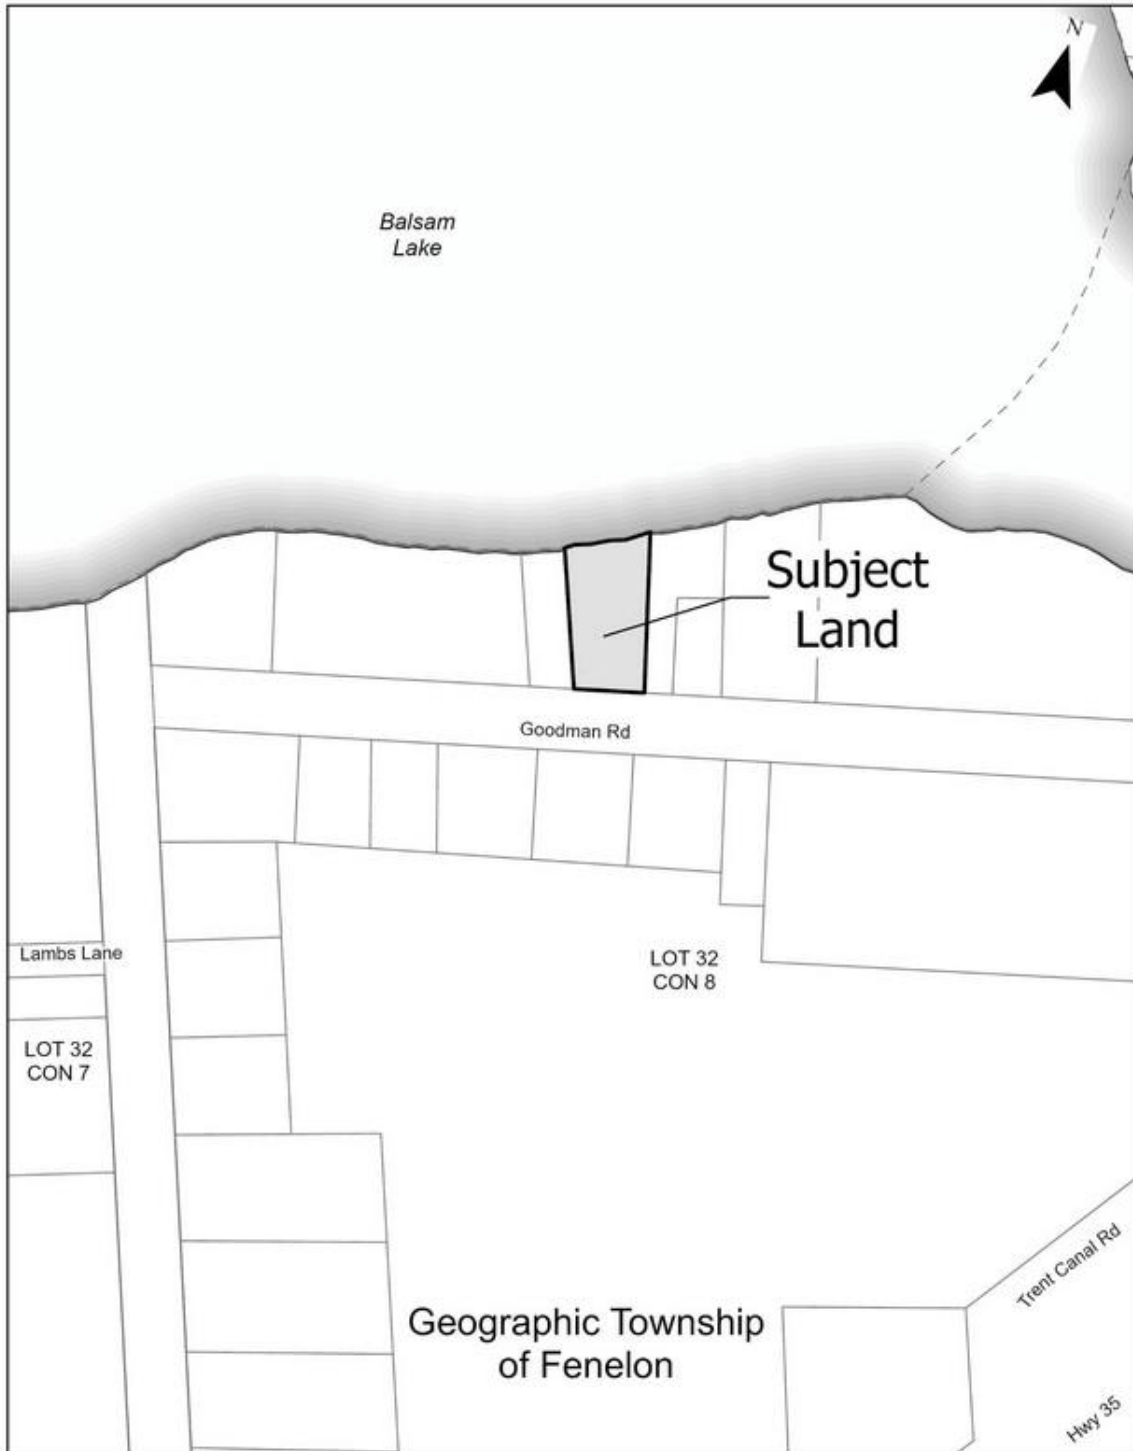 N
Balsam
Lake
Subject
Land
Goodman Rd
Lambs Lane
LOT 32
CON 8
LOT 32
CON 7
Trent Canal Rd
Geographic Township
of Fenelon
Hwy 35